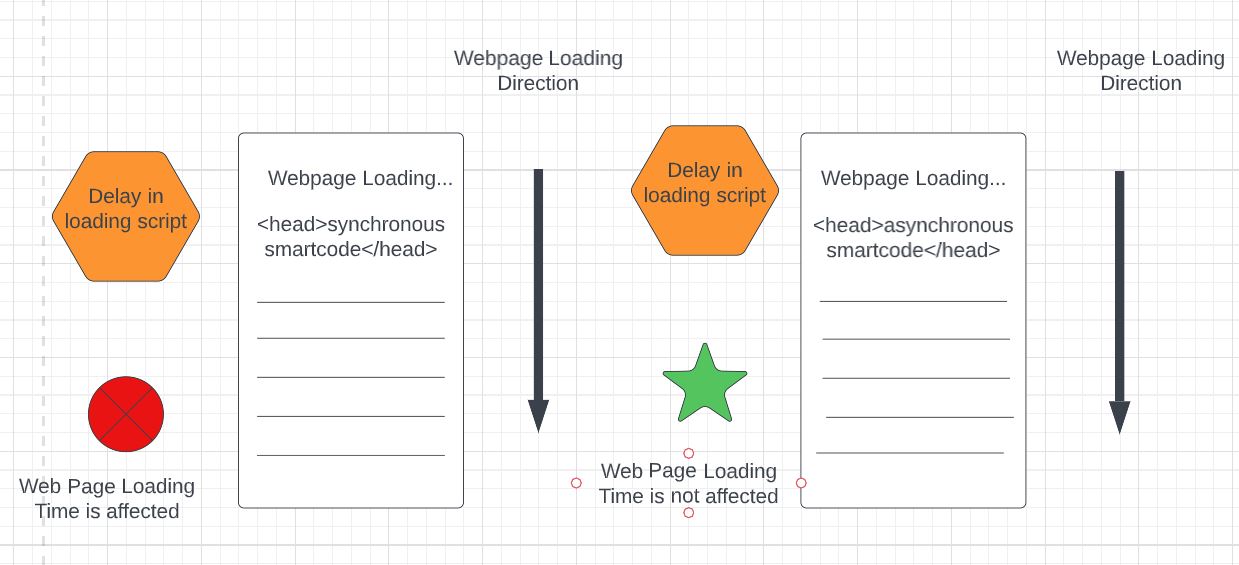 Webpage Loading
Direction
Delay in
loading script
Webpage Loading...
<head>synchronous
smartcode</head>
Web Page Loading
Time is affected
Webpage Loading
Direction
Delay in
loading script
Webpage Loading...
<head>asynchronous
smartcode</head>
Web Page Loading
Time is not affected